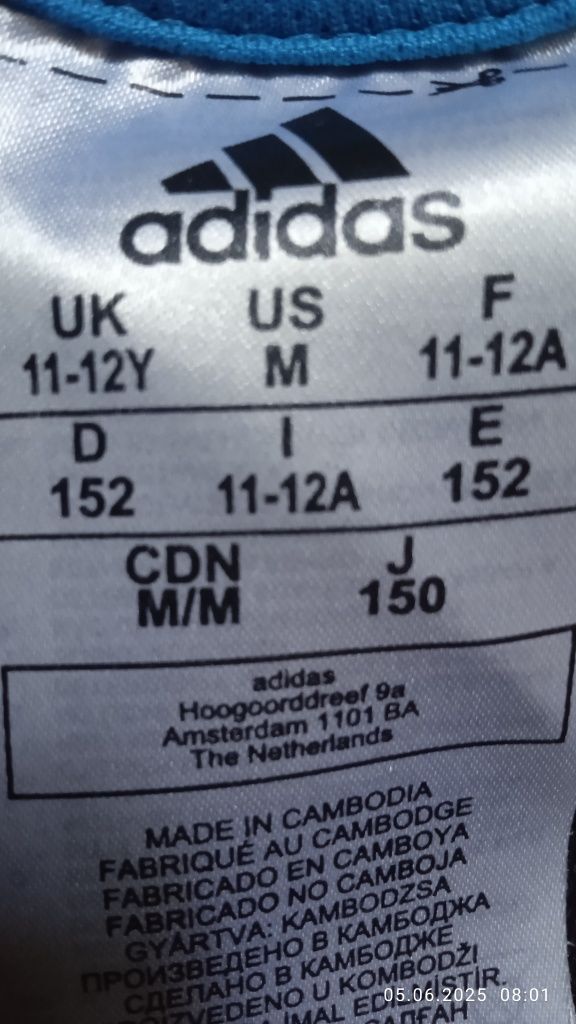 adidas
UK US F
11-12Y M 11-12A
D I E
152 11-12A 152
CDN J
M/M 150
adidas
Hoogoorddreef 9a
Amsterdam 1101 BA
The Netherlands
MADE IN CAMBODIA
FABRIQUÉ AU CAMBODGE
FABRICADO EN CAMBOYA
FABRICADO NO CAMBOJA
GYÁRTVA: KAMBODZSA
ПРОИЗВЕДЕНО В КАМБОДЖА
СДЕЛАНО В КАМБОДЖЕ
U KOMBODŽI
05.06.2025 08:01